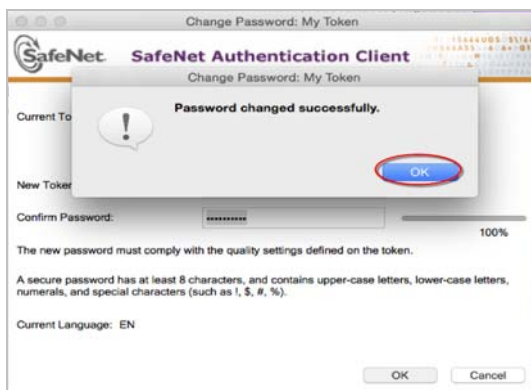 Change Password: My Token
SafeNet. SafeNet Authentication Client
Change Password: My Token
Password changed successfully.
Current To
OK
New Token
Confirm Password: ••••••••••
100%
The new password must comply with the quality settings defined on the token.
A secure password has at least 8 characters, and contains upper-case letters, lower-case letters,
numerals, and special characters (such as !, $, #, %).
Current Language: EN
OK Cancel